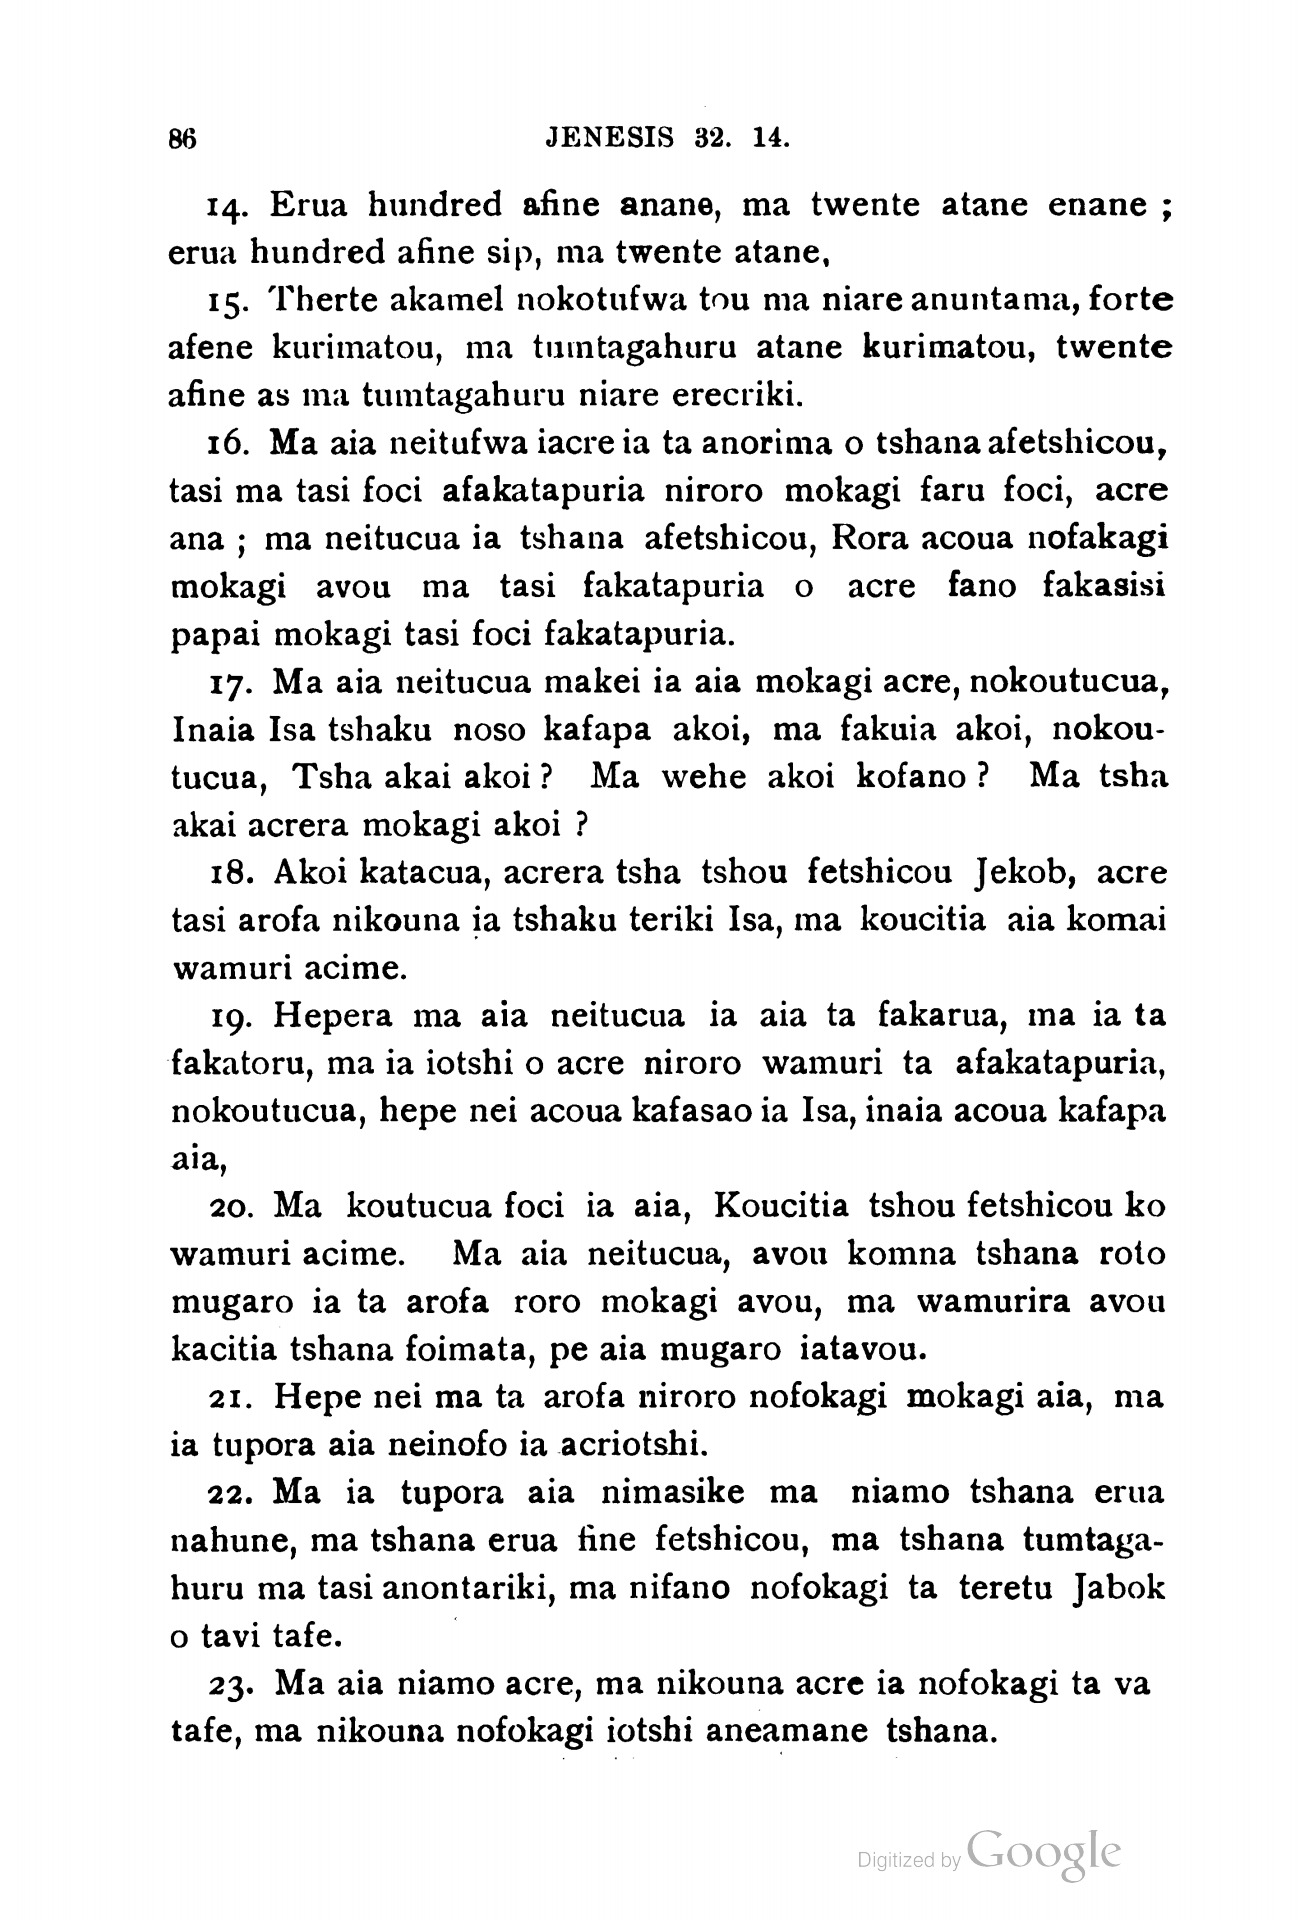 86 JENESIS 32. 14.
14. Erua hundred afine anane, ma twente atane enane ;
erua hundred afine sip, ma twente atane,
15. Therte akamel nokotufwa tou ma niare anuntama, forte
afene kurimatou, ma tumtagahuru atane kurimatou, twente
afine as ma tumtagahuru niare erecriki.
16. Ma aia neitufwa iacre ia ta anorima o tshana afetshicou,
tasi ma tasi foci afakatapuria niroro mokagi faru foci, acre
ana ; ma neitucua ia tshana afetshicou, Rora acoua nofakagi
mokagi avou ma tasi fakatapuria o acre fano fakasisi
papai mokagi tasi foci fakatapuria.
17. Ma aia neitucua makei ia aia mokagi acre, nokoutucua,
Inaia Isa tshaku noso kafapa akoi, ma fakuia akoi, nokou-
tucua, Tsha akai akoi ? Ma wehe akoi kofano ? Ma tsha
akai acrera mokagi akoi ?
18. Akoi katacua, acrera tsha tshou fetshicou Jekob, acre
tasi arofa nikouna ia tshaku teriki Isa, ma koucitia aia komai
wamuri acime.
19. Hepera ma aia neitucua ia aia ta fakarua, ma ia ta
fakatoru, ma ia iotshi o acre niroro wamuri ta afakatapuria,
nokoutucua, hepe nei acoua kafasao ia Isa, inaia acoua kafapa
aia,
20. Ma koutucua foci ia aia, Koucitia tshou fetshicou ko
wamuri acime. Ma aia neitucua, avou komna tshana roto
mugaro ia ta arofa roro mokagi avou, ma wamurira avou
kacitia tshana foimata, pe aia mugaro iatavou.
21. Hepe nei ma ta arofa niroro nofokagi mokagi aia, ma
ia tupora aia neinofo ia acriotshi.
22. Ma ia tupora aia nimasike ma niamo tshana erua
nahune, ma tshana erua fine fetshicou, ma tshana tumtaga-
huru ma tasi anontariki, ma nifano nofokagi ta teretu Jabok
o tavi tafe.
23. Ma aia niamo acre, ma nikouna acre ia nofokagi ta va
tafe, ma nikouna nofokagi iotshi aneamane tshana.
Digitized by Google